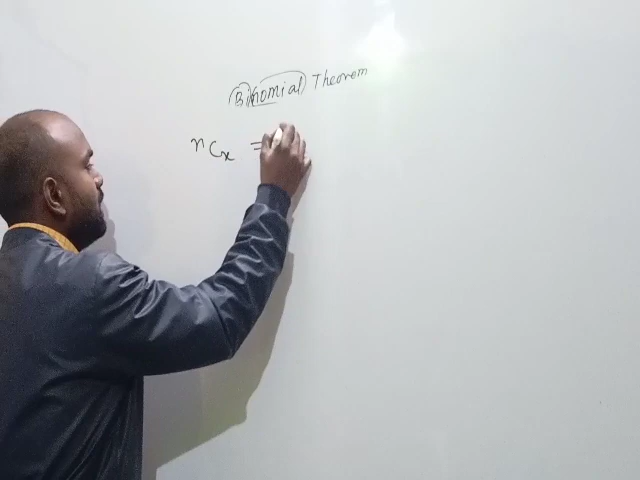 Binomial Theorem
ⁿCₓ =